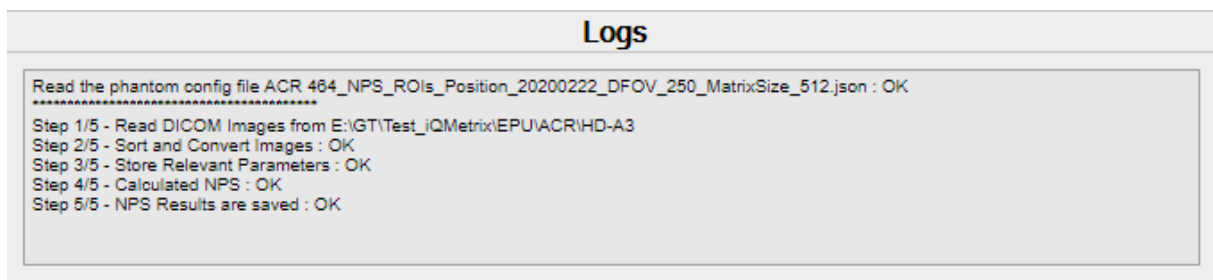 Logs
Read the phantom config file ACR 464_NPS_ROIs_Position_20200222_DFOV_250_MatrixSize_512.json : OK
******************************************
Step 1/5 - Read DICOM Images from E:\GT\Test_iQMetrix\EPU\ACR\HD-A3
Step 2/5 - Sort and Convert Images : OK
Step 3/5 - Store Relevant Parameters : OK
Step 4/5 - Calculated NPS : OK
Step 5/5 - NPS Results are saved : OK